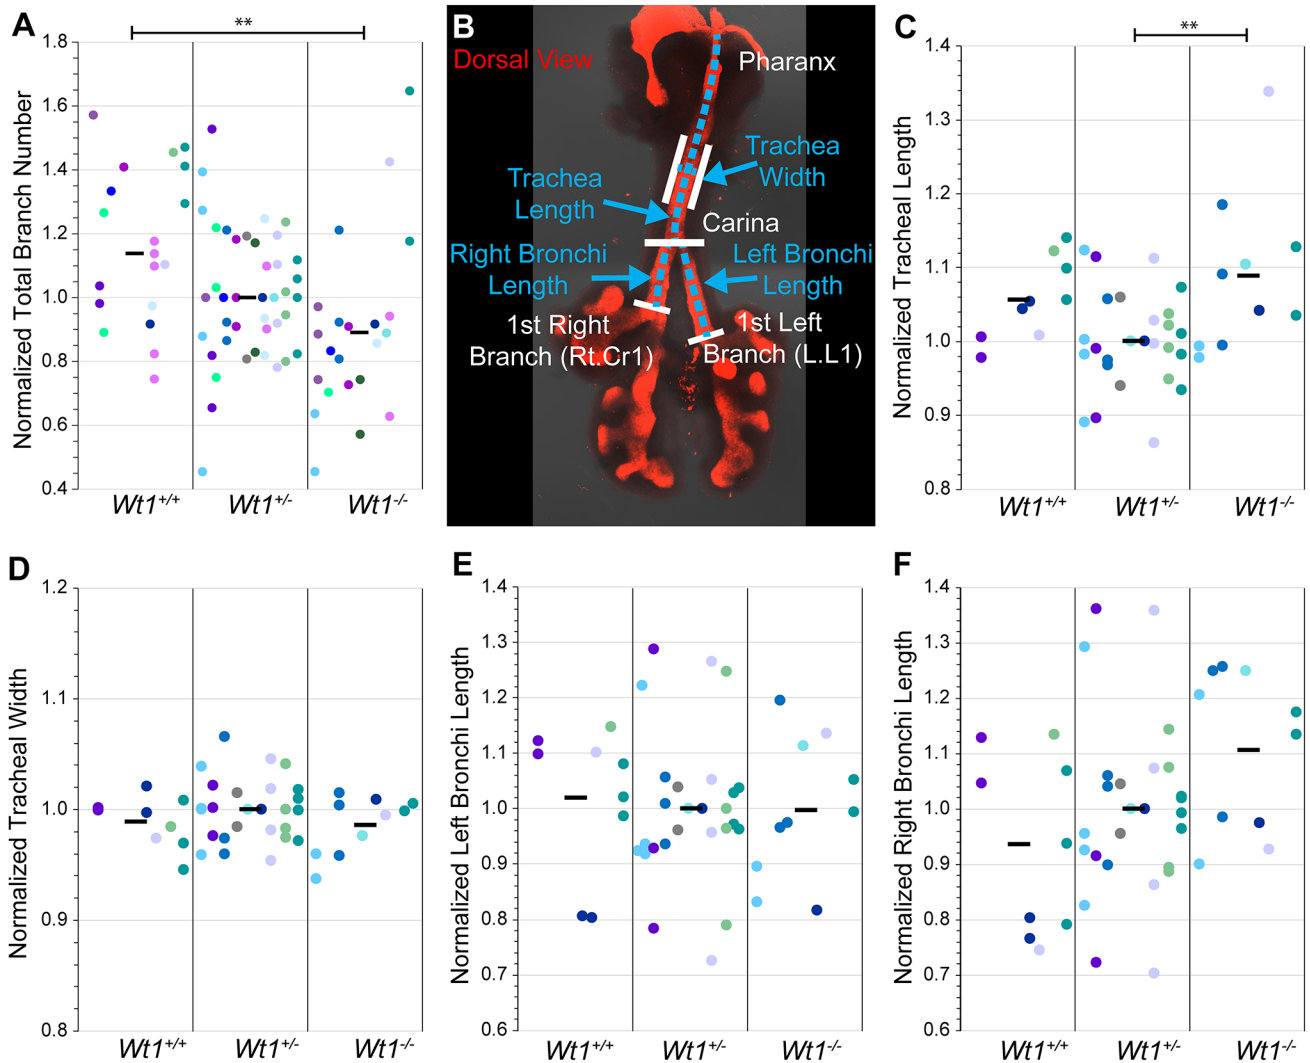 A
**
Normalized Total Branch Number
1.8
1.6
1.4
1.2
1.0
0.8
0.6
0.4
Wt1+/+
Wt1+/-
Wt1-/-
B
Dorsal View
Pharanx
Trachea
Width
Trachea
Length
Carina
Right Bronchi
Length
Left Bronchi
Length
1st Right
Branch (Rt.Cr1)
1st Left
Branch (L.L1)
C
**
Normalized Tracheal Length
1.4
1.3
1.2
1.1
1.0
0.9
0.8
Wt1+/+
Wt1+/-
Wt1-/-
D
Normalized Tracheal Width
1.2
1.1
1.0
0.9
0.8
Wt1+/+
Wt1+/-
Wt1-/-
E
Normalized Left Bronchi Length
1.4
1.3
1.2
1.1
1.0
0.9
0.8
0.7
0.6
Wt1+/+
Wt1+/-
Wt1-/-
F
Normalized Right Bronchi Length
1.4
1.3
1.2
1.1
1.0
0.9
0.8
0.7
0.6
Wt1+/+
Wt1+/-
Wt1-/-